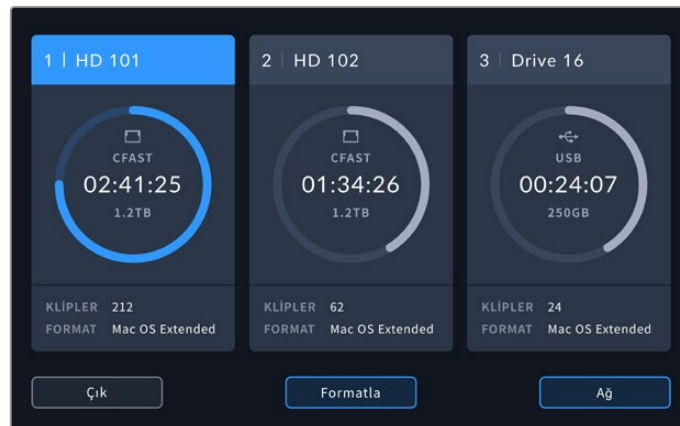 1 | HD 101
CFAST
02:41:25
1.2TB
KLİPLER 212
FORMAT Mac OS Extended
2 | HD 102
CFAST
01:34:26
1.2TB
KLİPLER 62
FORMAT Mac OS Extended
3 | Drive 16
USB
00:24:07
250GB
KLİPLER 24
FORMAT Mac OS Extended
Çık
Formatla
Ağ